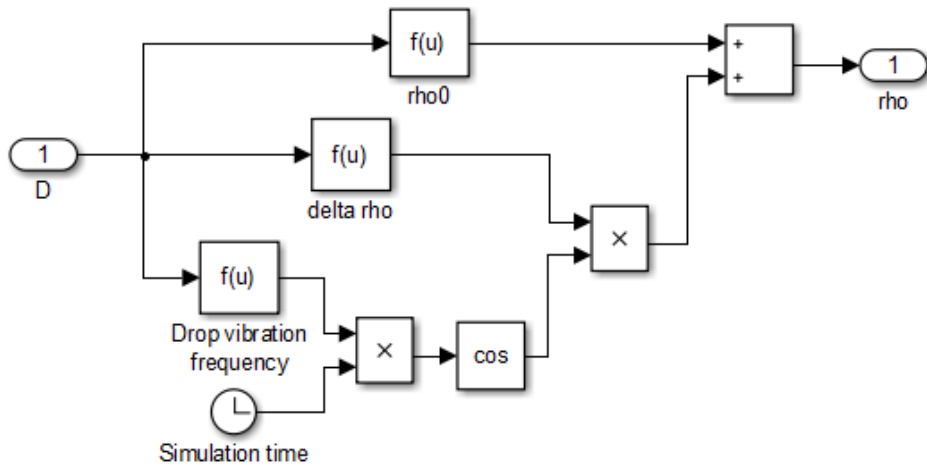 f(u)
rho0
+
+
1
rho
1
D
f(u)
delta rho
×
f(u)
Drop vibration
frequency
×
cos
Simulation time